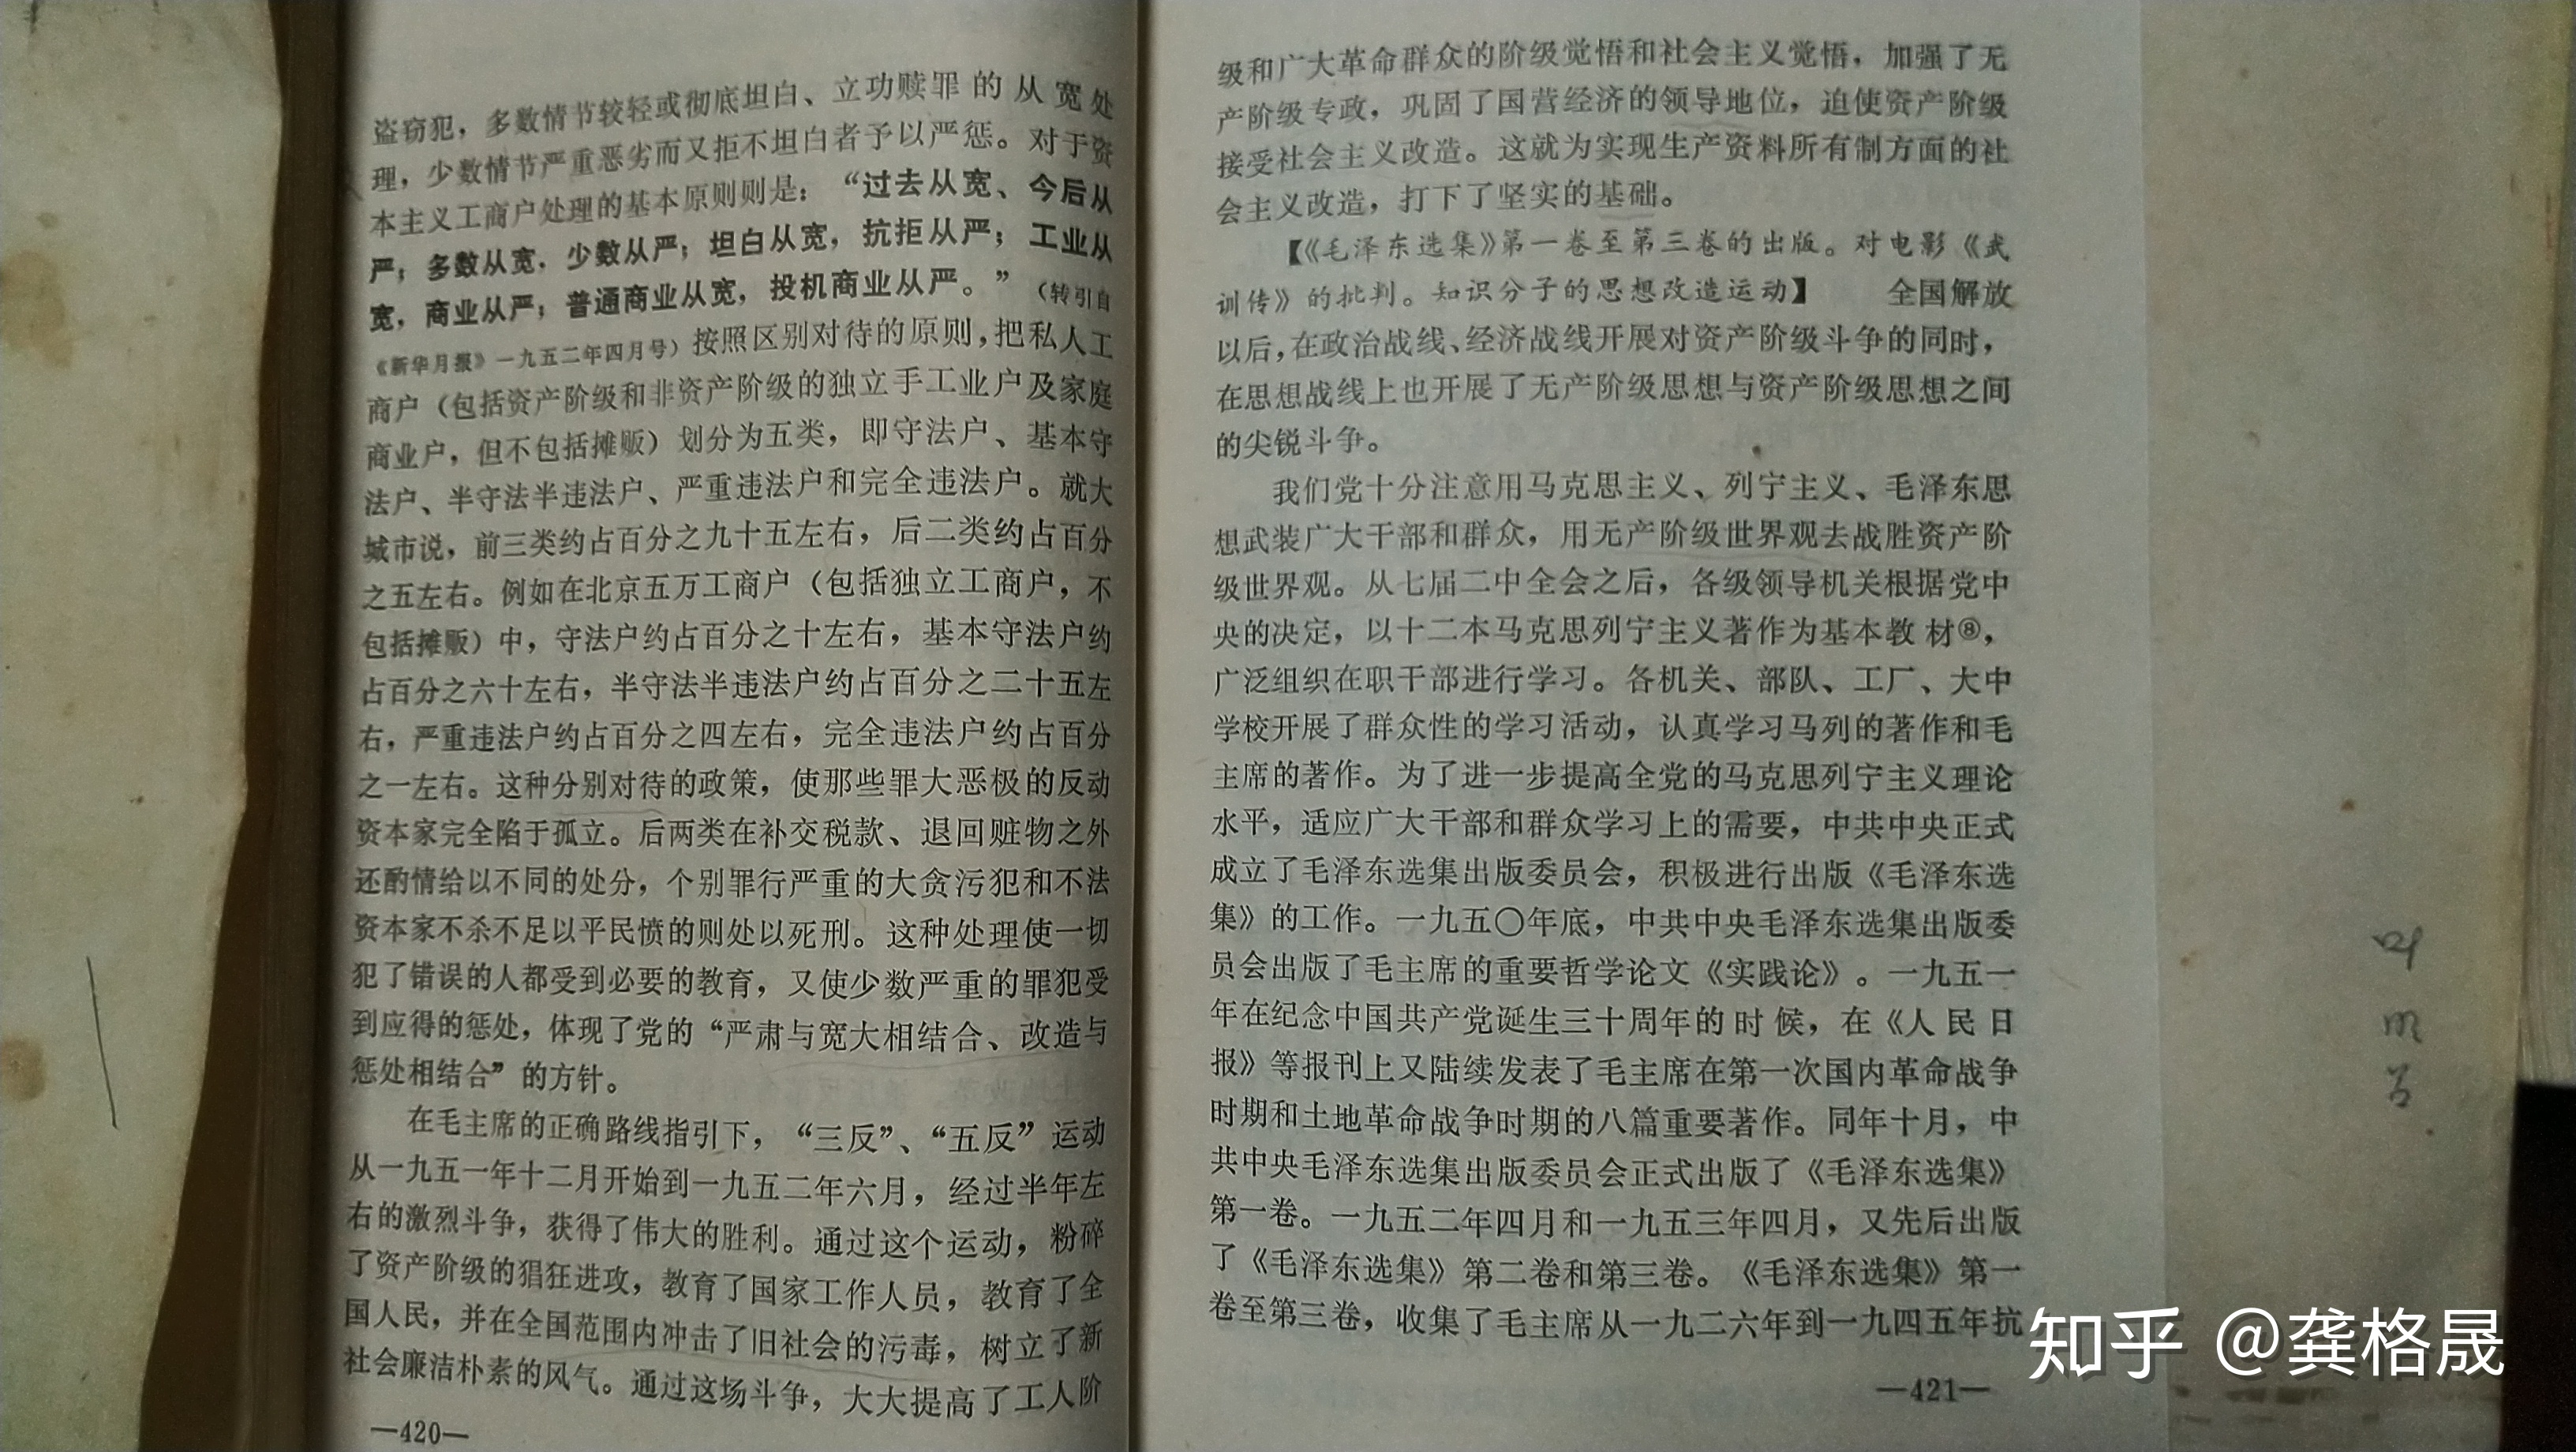 盗窃犯，多数情节较轻或彻底坦白、立功赎罪的从宽处
理，少数情节严重恶劣而又拒不坦白者予以严惩。对于资
本主义工商户处理的基本原则则是：“过去从宽、今后从
严；多数从宽，少数从严；坦白从宽，抗拒从严；工业从
宽，商业从严；普通商业从宽，投机商业从严。”（转引自
《新华月报》一九五二年四月号）按照区别对待的原则，把私人工
商户（包括资产阶级和非资产阶级的独立手工业户及家庭
商业户，但不包括摊贩）划分为五类，即守法户、基本守
法户、半守法半违法户、严重违法户和完全违法户。就大
城市说，前三类约占百分之九十五左右，后二类约占百分
之五左右。例如在北京五万工商户（包括独立工商户，不
包括摊贩）中，守法户约占百分之十左右，基本守法户约
占百分之六十左右，半守法半违法户约占百分之二十五左
右，严重违法户约占百分之四左右，完全违法户约占百分
之一左右。这种分别对待的政策，使那些罪大恶极的反动
资本家完全陷于孤立。后两类在补交税款、退回赃物之外
还酌情给以不同的处分，个别罪行严重的大贪污犯和不法
资本家不杀不足以平民愤的则处以死刑。这种处理使一切
犯了错误的人都受到必要的教育，又使少数严重的罪犯受
到应得的惩处，体现了党的“严肃与宽大相结合、改造与
惩处相结合”的方针。
在毛主席的正确路线指引下，“三反”、“五反”运动
从一九五一年十二月开始到一九五二年六月，经过半年左
右的激烈斗争，获得了伟大的胜利。通过这个运动，粉碎
了资产阶级的猖狂进攻，教育了国家工作人员，教育了全
国人民，并在全国范围内冲击了旧社会的污毒，树立了新
社会廉洁朴素的风气。通过这场斗争，大大提高了工人阶
—420—
级和广大革命群众的阶级觉悟和社会主义觉悟，加强了无
产阶级专政，巩固了国营经济的领导地位，迫使资产阶级
接受社会主义改造。这就为实现生产资料所有制方面的社
会主义改造，打下了坚实的基础。
【《毛泽东选集》第一卷至第三卷的出版。对电影《武
训传》的批判。知识分子的思想改造运动】 全国解放
以后，在政治战线、经济战线开展对资产阶级斗争的同时，
在思想战线上也开展了无产阶级思想与资产阶级思想之间
的尖锐斗争。
我们党十分注意用马克思主义、列宁主义、毛泽东思
想武装广大干部和群众，用无产阶级世界观去战胜资产阶
级世界观。从七届二中全会之后，各级领导机关根据党中
央的决定，以十二本马克思列宁主义著作为基本教材⑧，
广泛组织在职干部进行学习。各机关、部队、工厂、大中
学校开展了群众性的学习活动，认真学习马列的著作和毛
主席的著作。为了进一步提高全党的马克思列宁主义理论
水平，适应广大干部和群众学习上的需要，中共中央正式
成立了毛泽东选集出版委员会，积极进行出版《毛泽东选
集》的工作。一九五〇年底，中共中央毛泽东选集出版委
员会出版了毛主席的重要哲学论文《实践论》。一九五一
年在纪念中国共产党诞生三十周年的时候，在《人民日
报》等报刊上又陆续发表了毛主席在第一次国内革命战争
时期和土地革命战争时期的八篇重要著作。同年十月，中
共中央毛泽东选集出版委员会正式出版了《毛泽东选集》
第一卷。一九五二年四月和一九五三年四月，又先后出版
了《毛泽东选集》第二卷和第三卷。《毛泽东选集》第一
卷至第三卷，收集了毛主席从一九二六年到一九四五年抗
—421—
知乎 @龚格晟